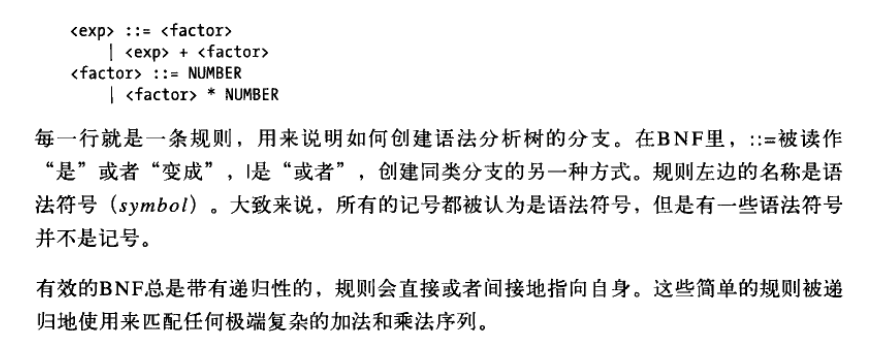 <exp> ::= <factor>
| <exp> + <factor>
<factor> ::= NUMBER
| <factor> * NUMBER
每一行就是一条规则，用来说明如何创建语法分析树的分支。在BNF里，::=被读作
“是”或者“变成”，|是“或者”，创建同类分支的另一种方式。规则左边的名称是语
法符号（symbol）。大致来说，所有的记号都被认为是语法符号，但是有一些语法符号
并不是记号。
有效的BNF总是带有递归性的，规则会直接或者间接地指向自身。这些简单的规则被递
归地使用来匹配任何极端复杂的加法和乘法序列。